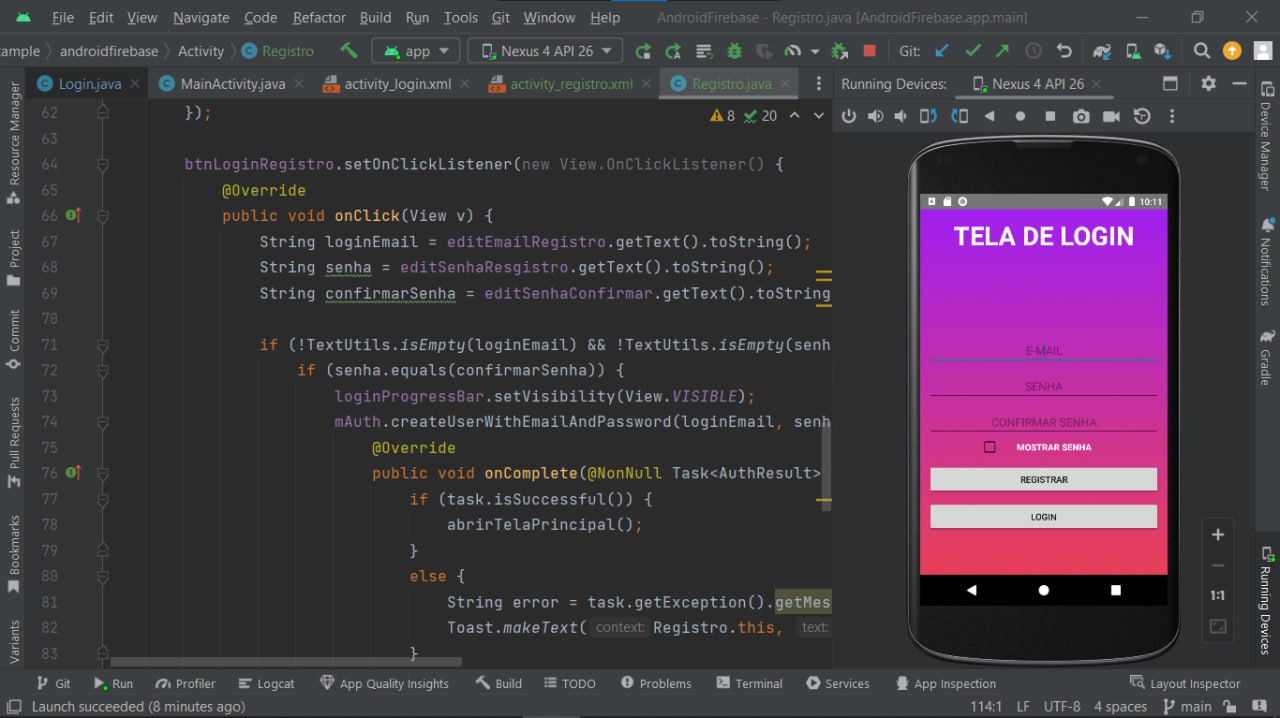 File Edit View Navigate Code Refactor Build Run Tools Git Window Help AndroidFirebase - Registro.java [AndroidFirebase.app.main]
ample androidfirebase Activity Registro app Nexus 4 API 26 Git:
Login.java MainActivity.java activity_login.xml activity_registro.xml Registro.java Running Devices: Nexus 4 API 26
Resource Manager
Project
Commit
Pull Requests
Bookmarks
Variants
8 20
62 });
63
64 btnLoginRegistro.setOnClickListener(new View.OnClickListener() {
65 @Override
66 public void onClick(View v) {
67 String loginEmail = editEmailRegistro.getText().toString();
68 String senha = editSenhaResgistro.getText().toString();
69 String confirmarSenha = editSenhaConfirmar.getText().toString
70
71 if (!TextUtils.isEmpty(loginEmail) && !TextUtils.isEmpty(senh
72 if (senha.equals(confirmarSenha)) {
73 loginProgressBar.setVisibility(View.VISIBLE);
74 mAuth.createUserWithEmailAndPassword(loginEmail, senh
75 @Override
76 public void onComplete(@NonNull Task<AuthResult>
77 if (task.isSuccessful()) {
78 abrirTelaPrincipal();
79 }
80 else {
81 String error = task.getException().getMes
82 Toast.makeText( context: Registro.this, text:
83 }
10:11
TELA DE LOGIN
E-MAIL
SENHA
CONFIRMAR SENHA
MOSTRAR SENHA
REGISTRAR
LOGIN
1:1
Device Manager
Notifications
Gradle
Running Devices
Git Run Profiler Logcat App Quality Insights Build TODO Problems Terminal Services App Inspection Layout Inspector
Launch succeeded (8 minutes ago) 114:1 LF UTF-8 4 spaces main